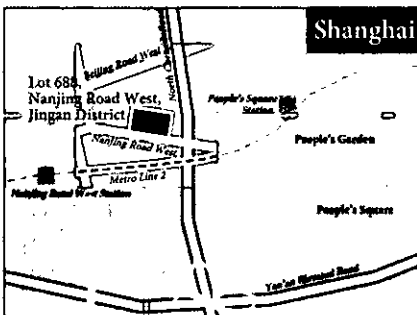 Shanghai
Beijing Road West
North
Lot 688,
Nanjing Road West,
Jingan District
People's Square
Station
Nanjing Road West
People's Garden
Metro Line 2
Nanjing Road West Station
People's Square
Yan'an Elevated Road